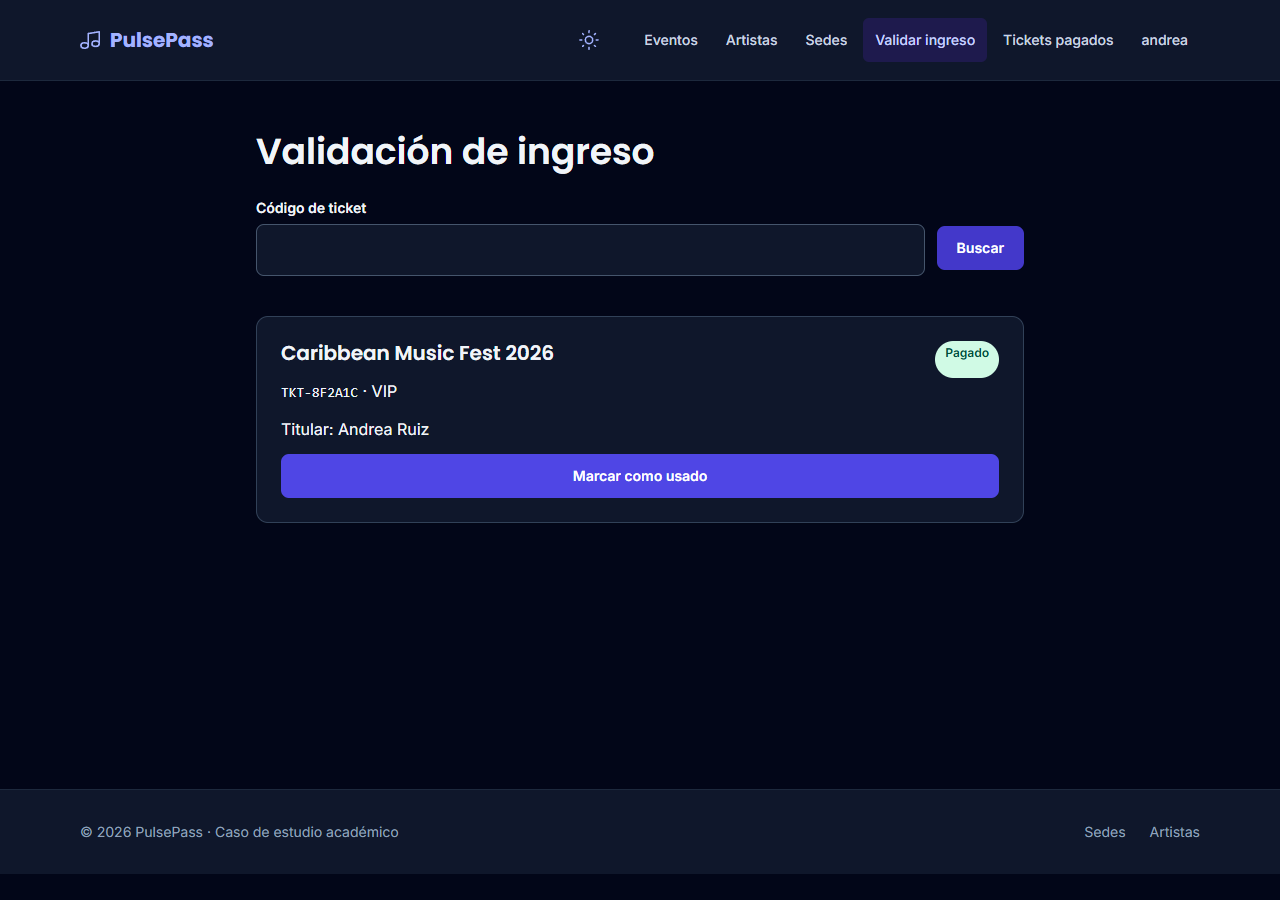 PulsePass
Eventos
Artistas
Sedes
Validar ingreso
Tickets pagados
andrea
Validación de ingreso
Código de ticket
Buscar
Caribbean Music Fest 2026
Pagado
TKT-8F2A1C · VIP
Titular: Andrea Ruiz
Marcar como usado
© 2026 PulsePass · Caso de estudio académico
Sedes
Artistas